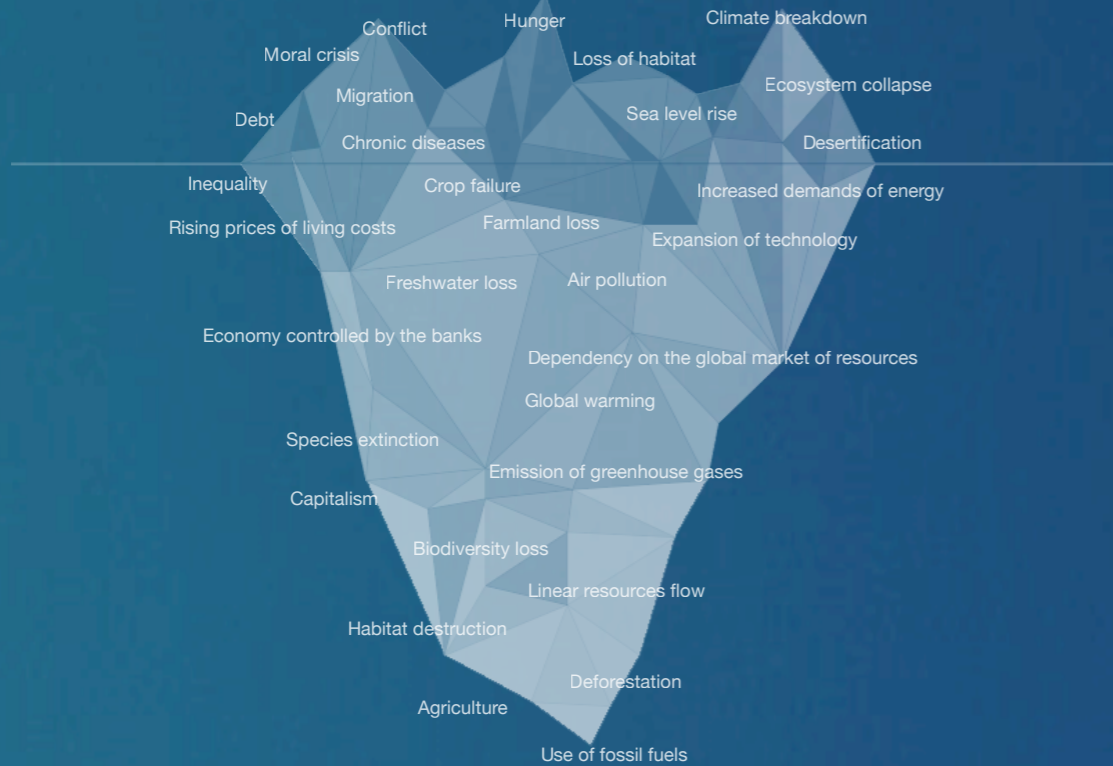 Hunger
Climate breakdown
Conflict
Moral crisis
Loss of habitat
Ecosystem collapse
Migration
Sea level rise
Debt
Chronic diseases
Desertification
Inequality
Crop failure
Increased demands of energy
Rising prices of living costs
Farmland loss
Expansion of technology
Freshwater loss
Air pollution
Economy controlled by the banks
Dependency on the global market of resources
Global warming
Species extinction
Emission of greenhouse gases
Capitalism
Biodiversity loss
Linear resources flow
Habitat destruction
Deforestation
Agriculture
Use of fossil fuels